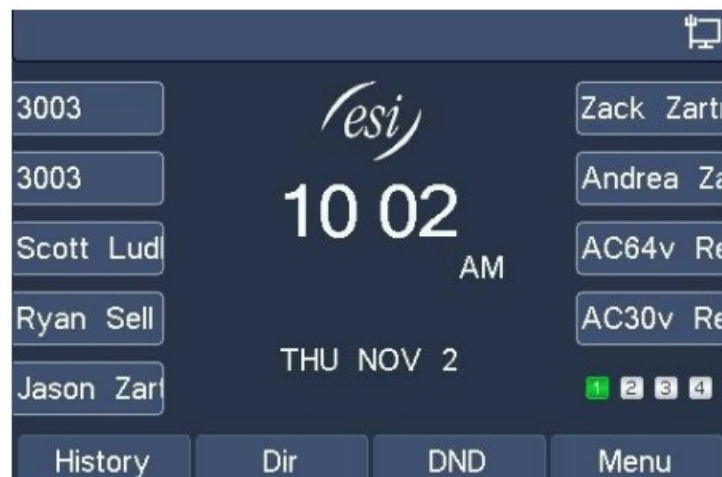 3003
3003
Scott Lud
Ryan Sell
Jason Zar
esi
10 02
AM
THU NOV 2
Zack Zart
Andrea Za
AC64v Re
AC30v Re
1 2 3 4
History Dir DND Menu